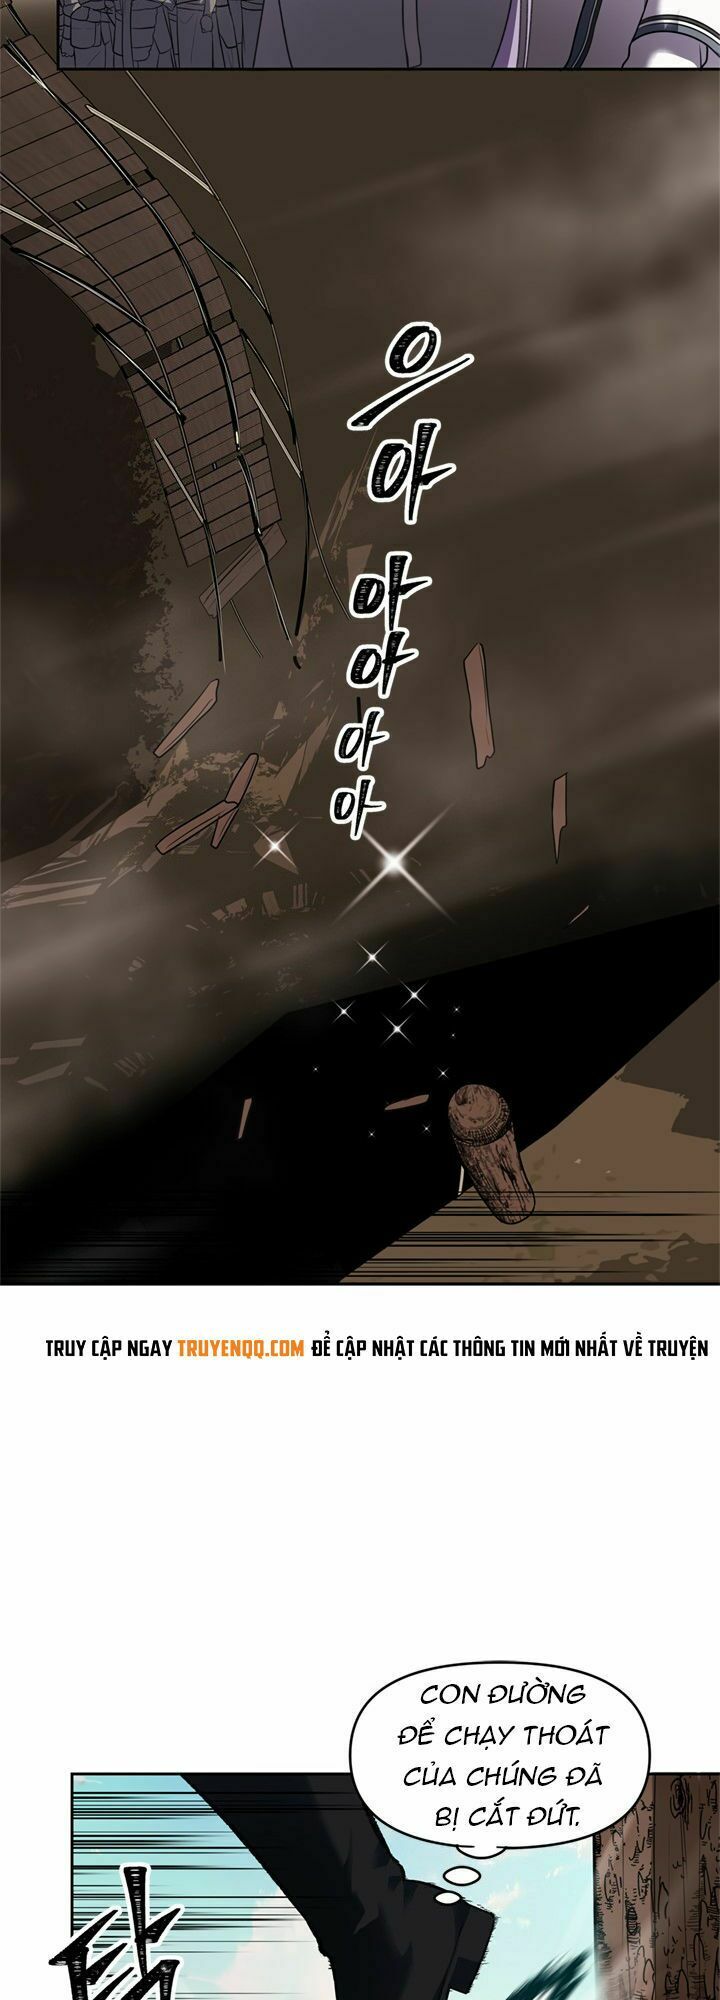 으
아
아
아
아
아
TRUY CẬP NGAY TRUYENQQ.COM ĐỂ CẬP NHẬT CÁC THÔNG TIN MỚI NHẤT VỀ TRUYỆN
CON ĐƯỜNG
ĐỂ CHẠY THOÁT
CỦA CHÚNG ĐÃ
BỊ CẮT ĐỨT.
타